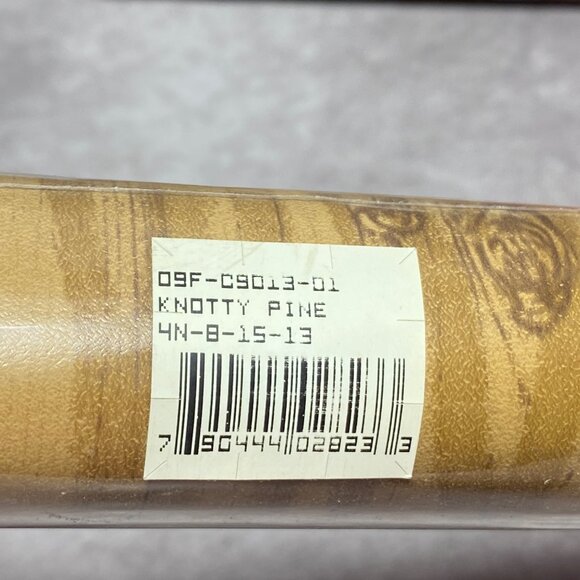 09F-C9013-01
KNOTTY PINE
4N-8-15-13
7 90444 02823 3